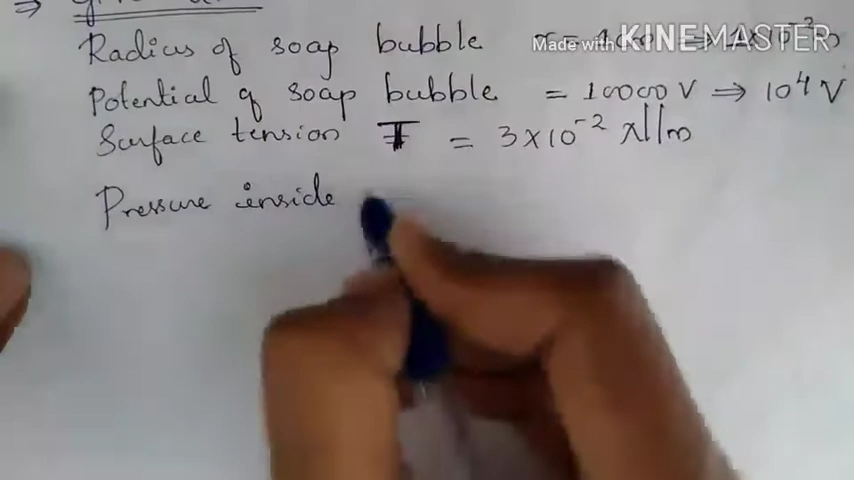 ⇒
Radius of soap bubble
Made with KINEMASTER
Potential of soap bubble = 10000 V ⇒ 10⁴ V
Surface tension T = 3×10⁻² N/m
Pressure inside